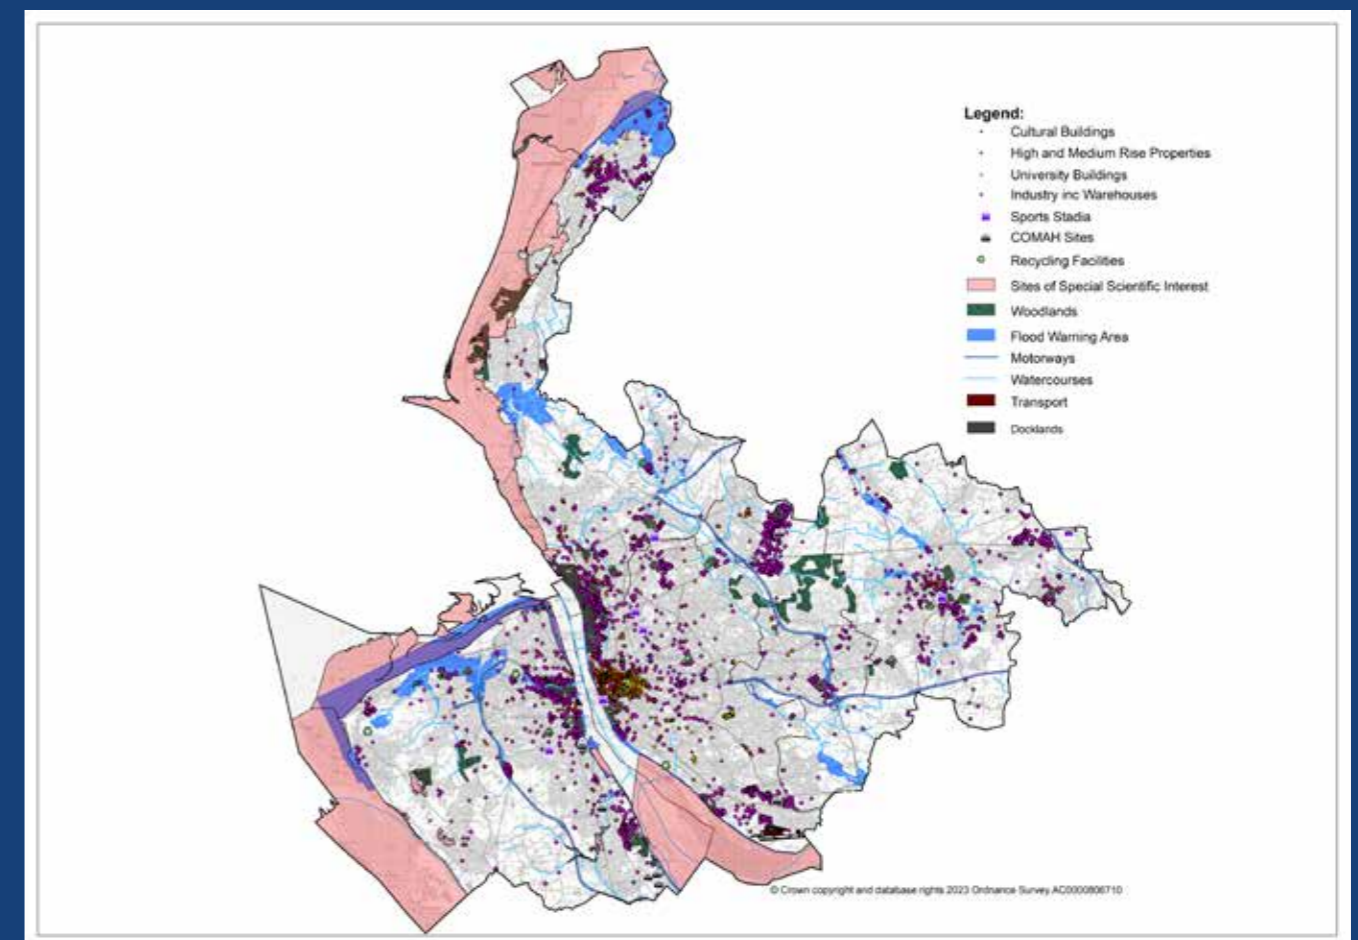 Legend:
Cultural Buildings
High and Medium Rise Properties
University Buildings
Industry inc Warehouses
Sports Stadia
COMAH Sites
Recycling Facilities
Sites of Special Scientific Interest
Woodlands
Flood Warning Area
Motorways
Watercourses
Transport
Docklands
© Crown copyright and database rights 2023 Ordnance Survey AC0000806710